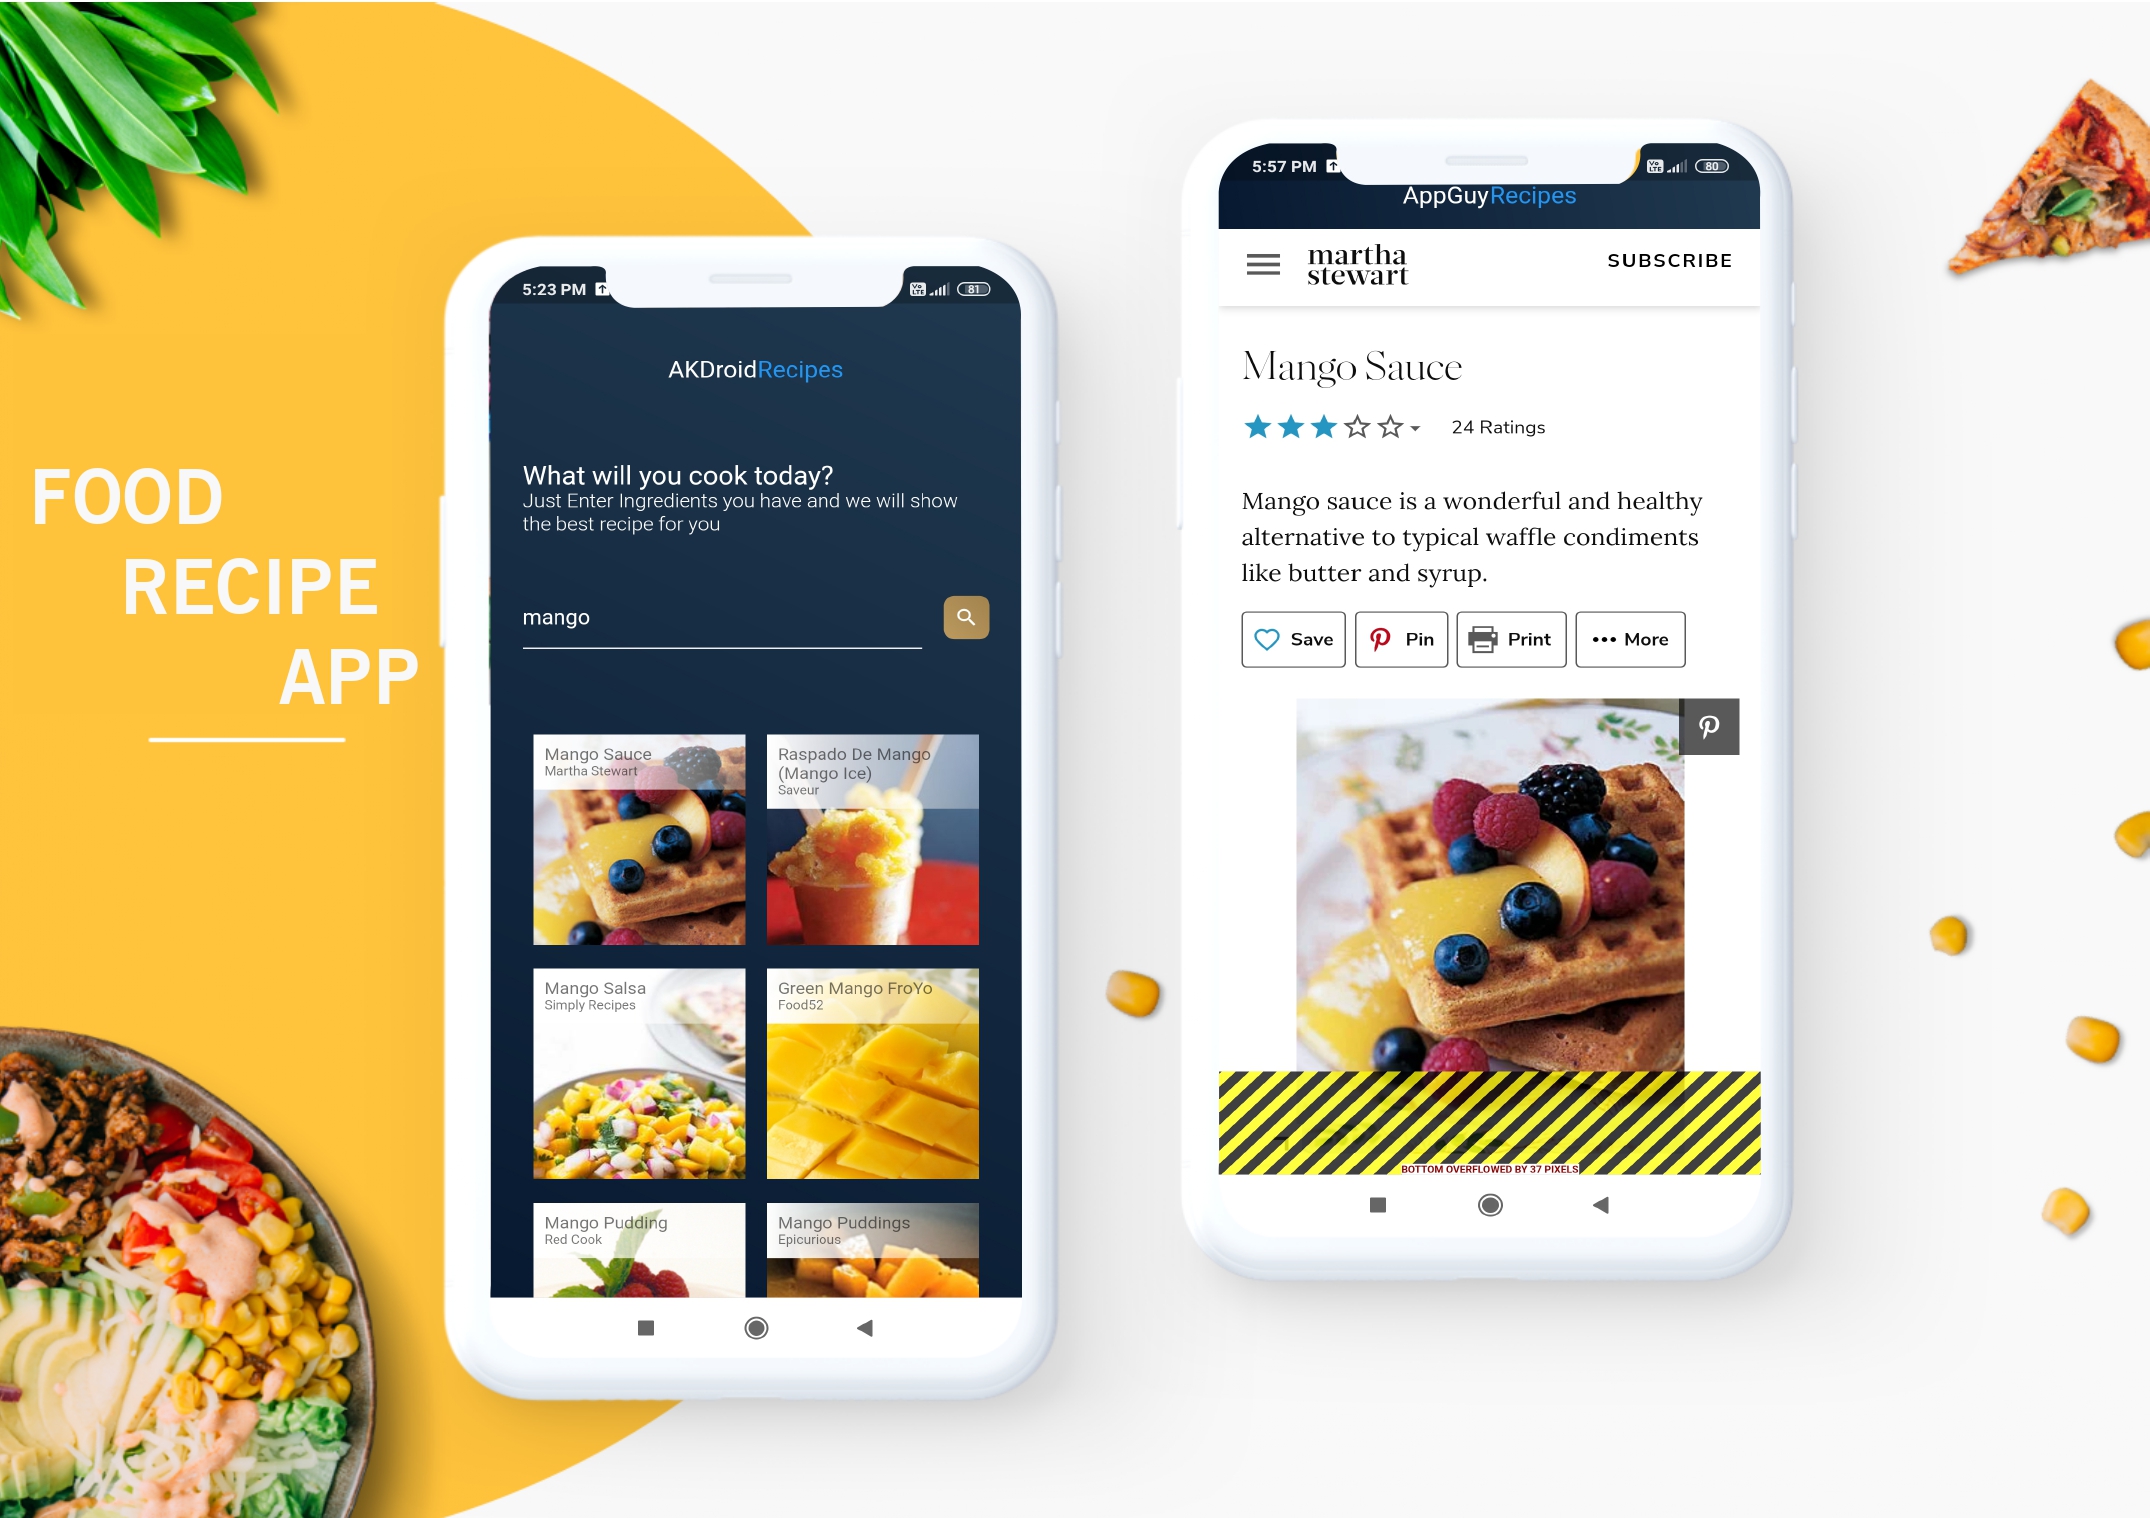 FOOD
RECIPE
APP
5:23 PM
Vo
LTE
81
AKDroidRecipes
What will you cook today?
Just Enter Ingredients you have and we will show
the best recipe for you
mango
Mango Sauce
Martha Stewart
Raspado De Mango
(Mango Ice)
Saveur
Mango Salsa
Simply Recipes
Green Mango FroYo
Food52
Mango Pudding
Red Cook
Mango Puddings
Epicurious
5:57 PM
Vo
LTE
80
AppGuyRecipes
martha
stewart
SUBSCRIBE
Mango Sauce
24 Ratings
Mango sauce is a wonderful and healthy
alternative to typical waffle condiments
like butter and syrup.
Save
Pin
Print
More
BOTTOM OVERFLOWED BY 37 PIXELS